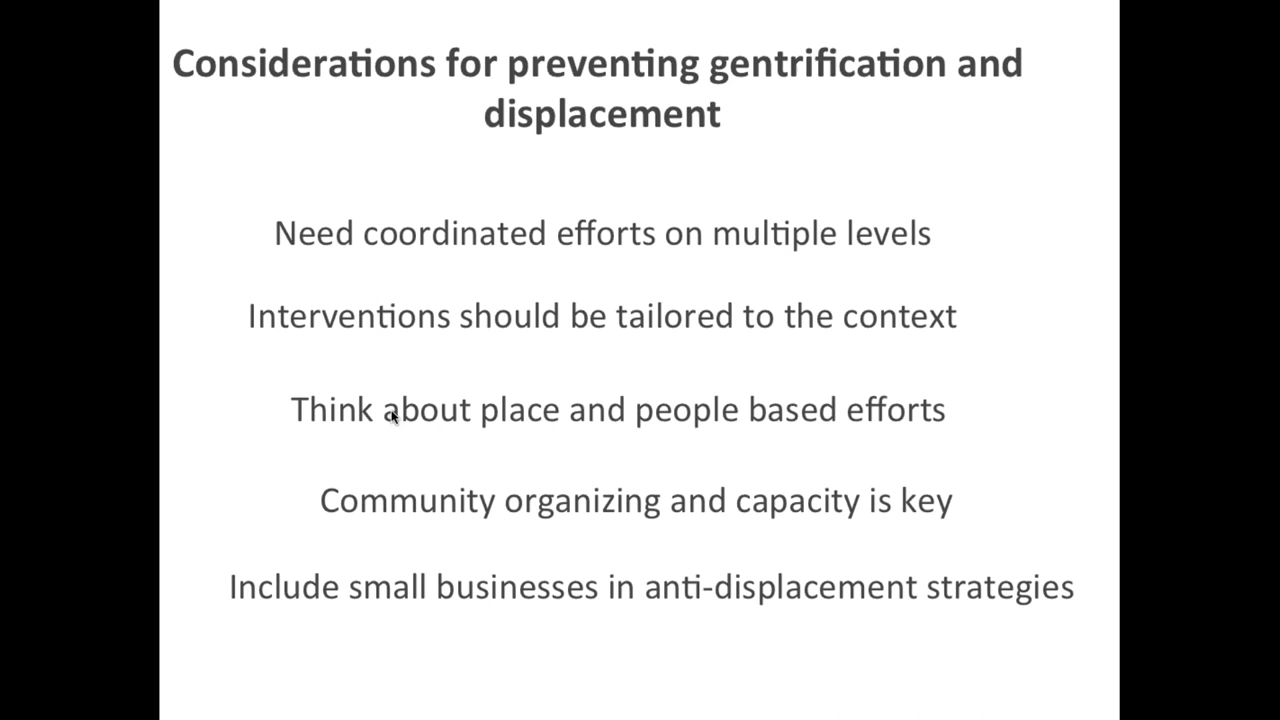 Considerations for preventing gentrification and
displacement
Need coordinated efforts on multiple levels
Interventions should be tailored to the context
Think about place and people based efforts
Community organizing and capacity is key
Include small businesses in anti-displacement strategies